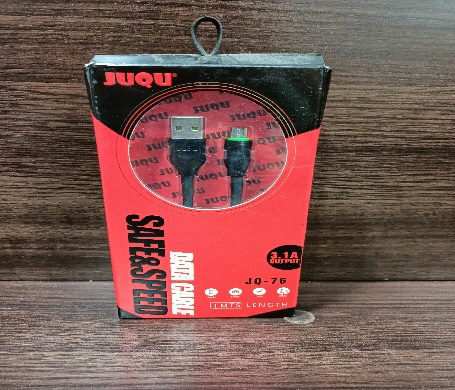 JUQU
SAFE&SPEED
DATA CABLE
3.1A
OUTPUT
JQ-76
1 MTS LENGTH